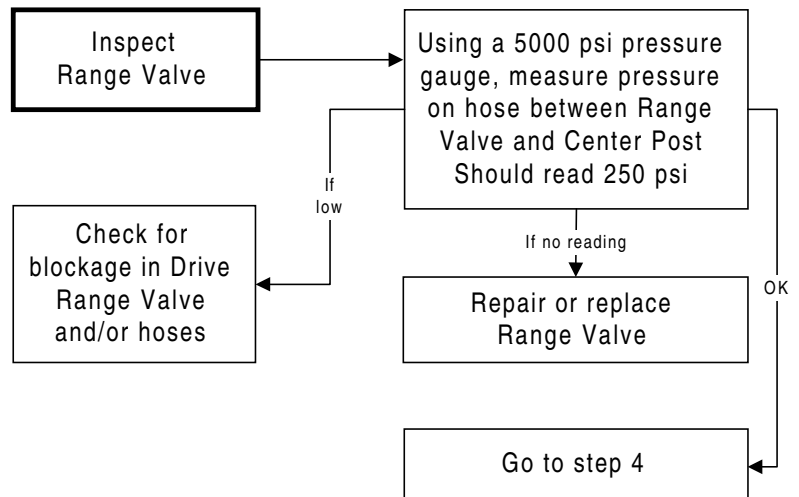 Inspect
Range Valve
Using a 5000 psi pressure
gauge, measure pressure
on hose between Range
Valve and Center Post
Should read 250 psi
If
low
Check for
blockage in Drive
Range Valve
and/or hoses
If no reading
Repair or replace
Range Valve
OK
Go to step 4